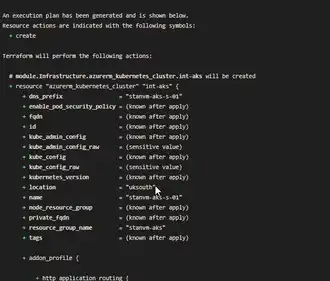 An execution plan has been generated and is shown below.
Resource actions are indicated with the following symbols:
+ create
Terraform will perform the following actions:
# module.Infrastructure.azurerm_kubernetes_cluster.int-aks will be created
+ resource "azurerm_kubernetes_cluster" "int-aks" {
+ dns_prefix = "stanvm-aks-s-01"
+ enable_pod_security_policy = (known after apply)
+ fqdn = (known after apply)
+ id = (known after apply)
+ kube_admin_config = (known after apply)
+ kube_admin_config_raw = (sensitive value)
+ kube_config = (known after apply)
+ kube_config_raw = (sensitive value)
+ kubernetes_version = (known after apply)
+ location = "uksouth"
+ name = "stanvm-aks-s-01"
+ node_resource_group = (known after apply)
+ private_fqdn = (known after apply)
+ resource_group_name = "stanvm-aks"
+ tags = (known after apply)
+ addon_profile {
+ http_application_routing {